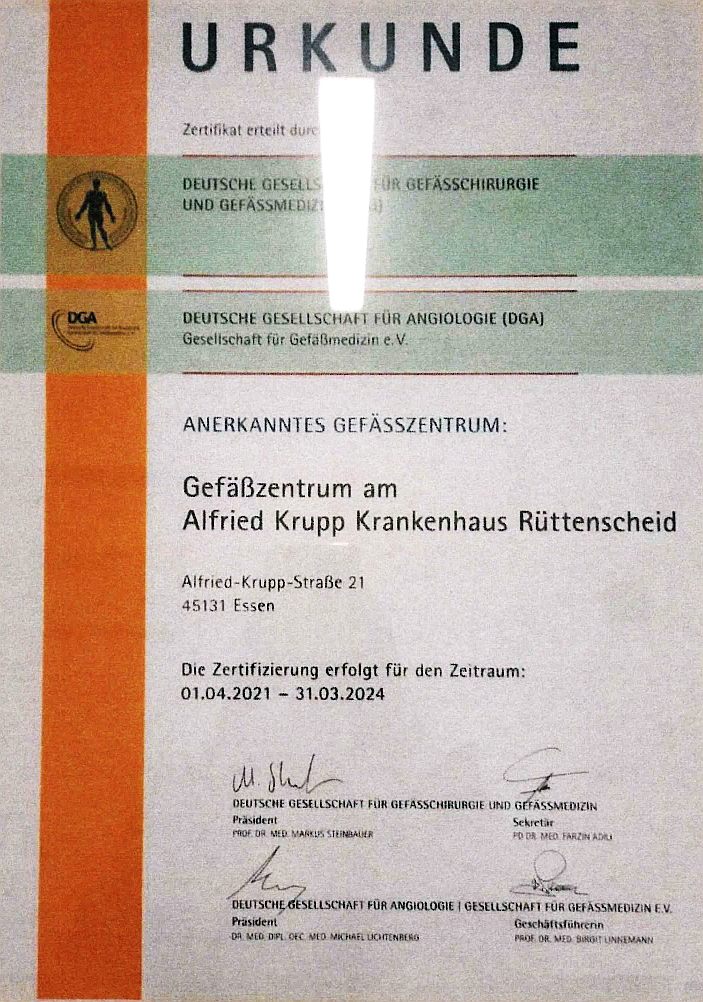 URKUNDE
Zertifikat erteilt durc
DEUTSCHE GESELLS FÜR GEFÄSSCHIRURGIE
UND GEFÄSSMEDIZI
DGA
DEUTSCHE GESELLSCHAFT FÜR ANGIOLOGIE (DGA)
Gesellschaft für Gefäßmedizin e.V.
ANERKANNTES GEFÄSSZENTRUM:
Gefäßzentrum am
Alfried Krupp Krankenhaus Rüttenscheid
Alfried-Krupp-Straße 21
45131 Essen
Die Zertifizierung erfolgt für den Zeitraum:
01.04.2021 – 31.03.2024
DEUTSCHE GESELLSCHAFT FÜR GEFÄSSCHIRURGIE UND GEFÄSSMEDIZIN
Präsident Sekretär
PROF. DR. MED. MARKUS STEINBAUER PD DR. MED. FARZIN ADILI
DEUTSCHE GESELLSCHAFT FÜR ANGIOLOGIE | GESELLSCHAFT FÜR GEFÄSSMEDIZIN E.V.
Präsident Geschäftsführerin
DR. MED. DIPL. OEC. MED. MICHAEL LICHTENBERG PROF. DR. MED. BIRGIT LINNEMANN